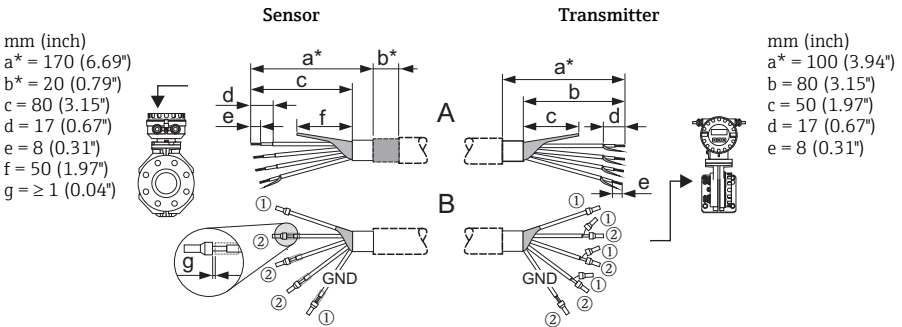 Sensor
Transmitter
mm (inch)
a* = 170 (6.69")
b* = 20 (0.79")
c = 80 (3.15")
d = 17 (0.67")
e = 8 (0.31")
f = 50 (1.97")
g = ≥ 1 (0.04")
a*
b*
c
d
e
f
A
a*
b
c
d
e
mm (inch)
a* = 100 (3.94")
b = 80 (3.15")
c = 50 (1.97")
d = 17 (0.67")
e = 8 (0.31")
B
①
②
②
②
①
GND
g
①
①
②
①
②
①
②
②
GND